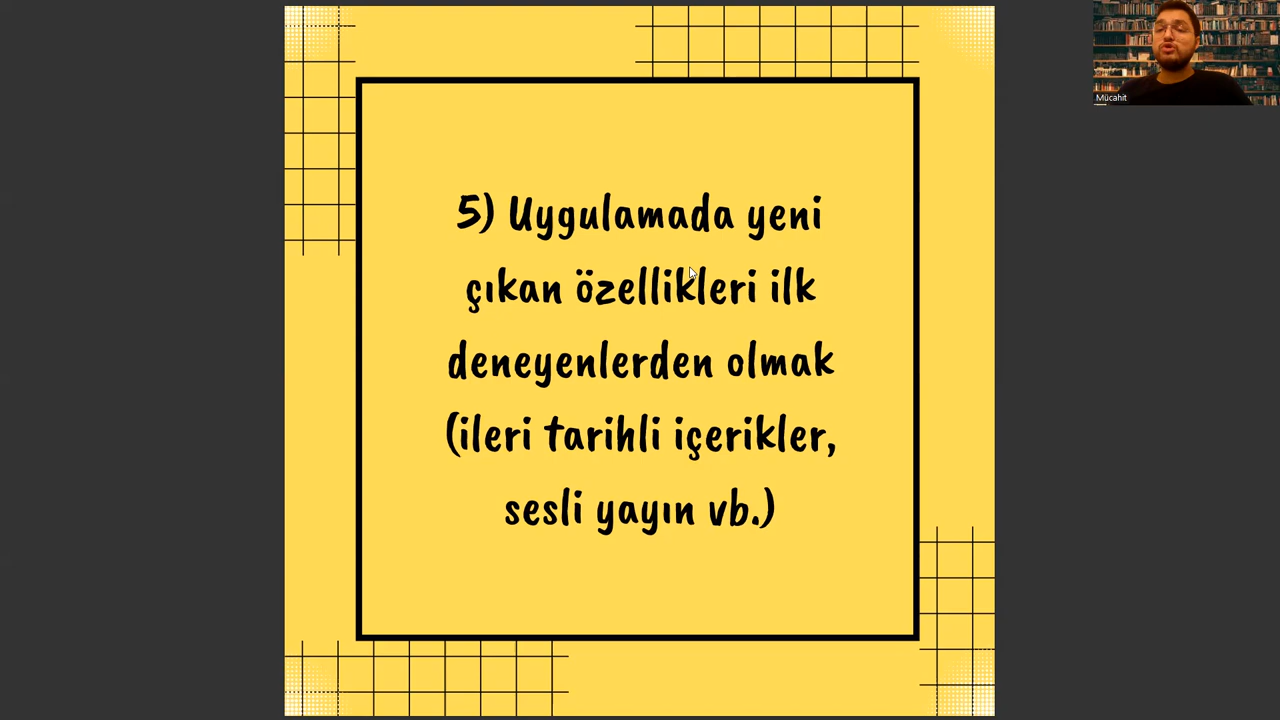 5) Uygulamada yeni
çıkan özellikleri ilk
deneyenlerden olmak
(ileri tarihli içerikler,
sesli yayın vb.)
Mücahit